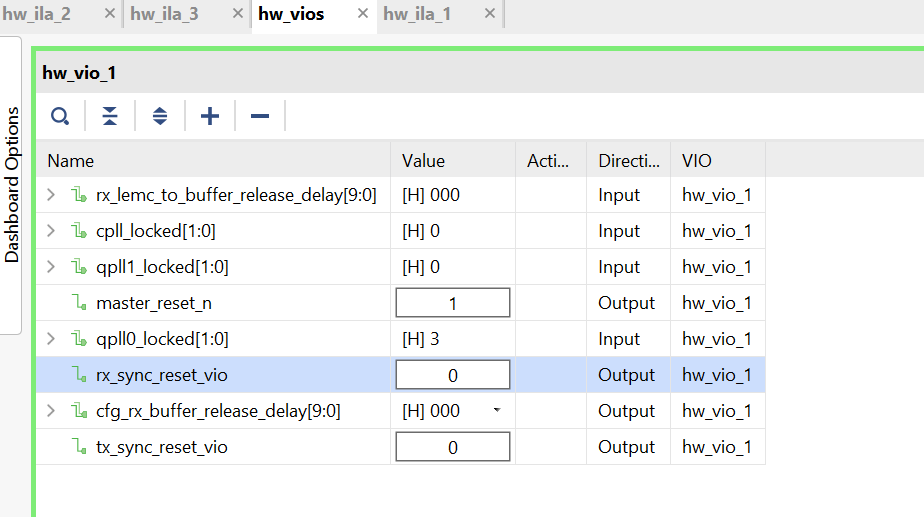 hw_ila_2 × hw_ila_3 × hw_vios × hw_ila_1 ×
Dashboard Options
hw_vio_1
Name Value Acti... Directi... VIO
rx_lemc_to_buffer_release_delay[9:0] [H] 000 Input hw_vio_1
cpll_locked[1:0] [H] 0 Input hw_vio_1
qpll1_locked[1:0] [H] 0 Input hw_vio_1
master_reset_n 1 Output hw_vio_1
qpll0_locked[1:0] [H] 3 Input hw_vio_1
rx_sync_reset_vio 0 Output hw_vio_1
cfg_rx_buffer_release_delay[9:0] [H] 000 Output hw_vio_1
tx_sync_reset_vio 0 Output hw_vio_1